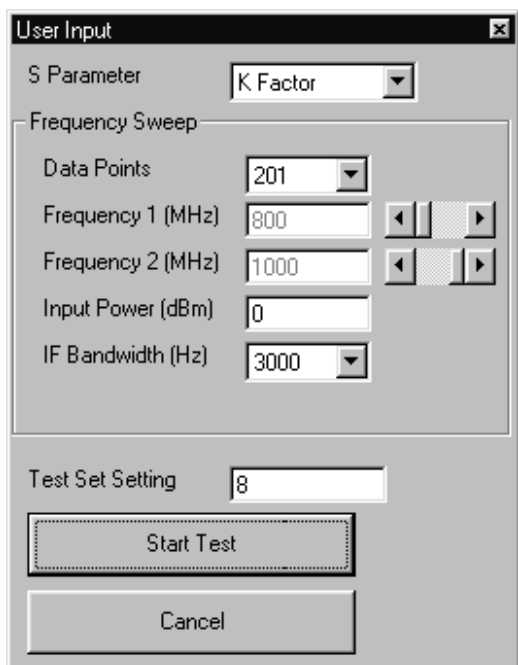 User Input
S Parameter K Factor
Frequency Sweep
Data Points 201
Frequency 1 (MHz) 800
Frequency 2 (MHz) 1000
Input Power (dBm) 0
IF Bandwidth (Hz) 3000
Test Set Setting 8
Start Test
Cancel